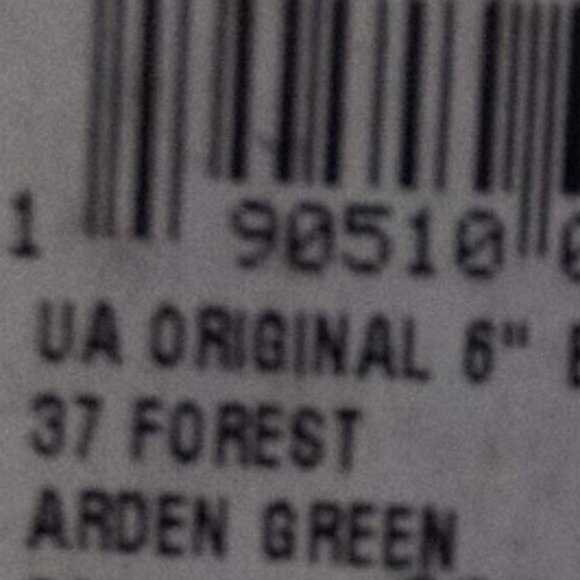 1 90510
UA ORIGINAL 6"
37 FOREST
ARDEN GREEN